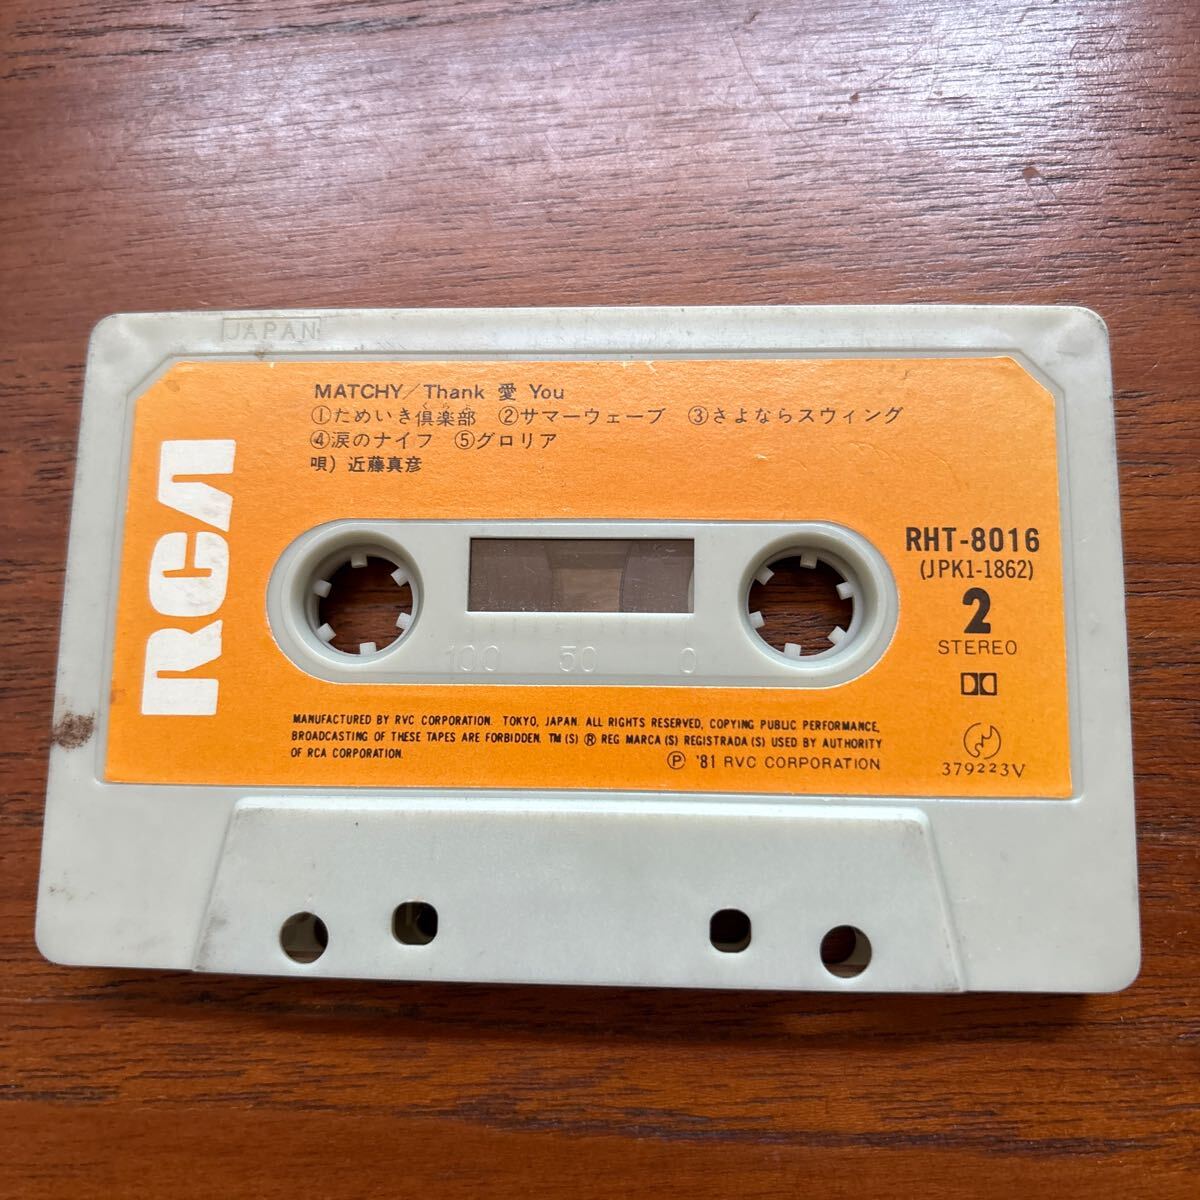 JAPAN
MATCHY/Thank 愛 You
①ためいき倶楽部 ②サマーウェーブ ③さよならスウィング
④涙のナイフ ⑤グロリア
唄) 近藤真彦
RCA
RHT-8016
(JPK1-1862)
2
STEREO
100 50 0
MANUFACTURED BY RVC CORPORATION. TOKYO, JAPAN. ALL RIGHTS RESERVED, COPYING PUBLIC PERFORMANCE,
BROADCASTING OF THESE TAPES ARE FORBIDDEN. TM(S) ® REG MARCA(S) REGISTRADA(S) USED BY AUTHORITY
OF RCA CORPORATION.
Ⓟ '81 RVC CORPORATION
379223V